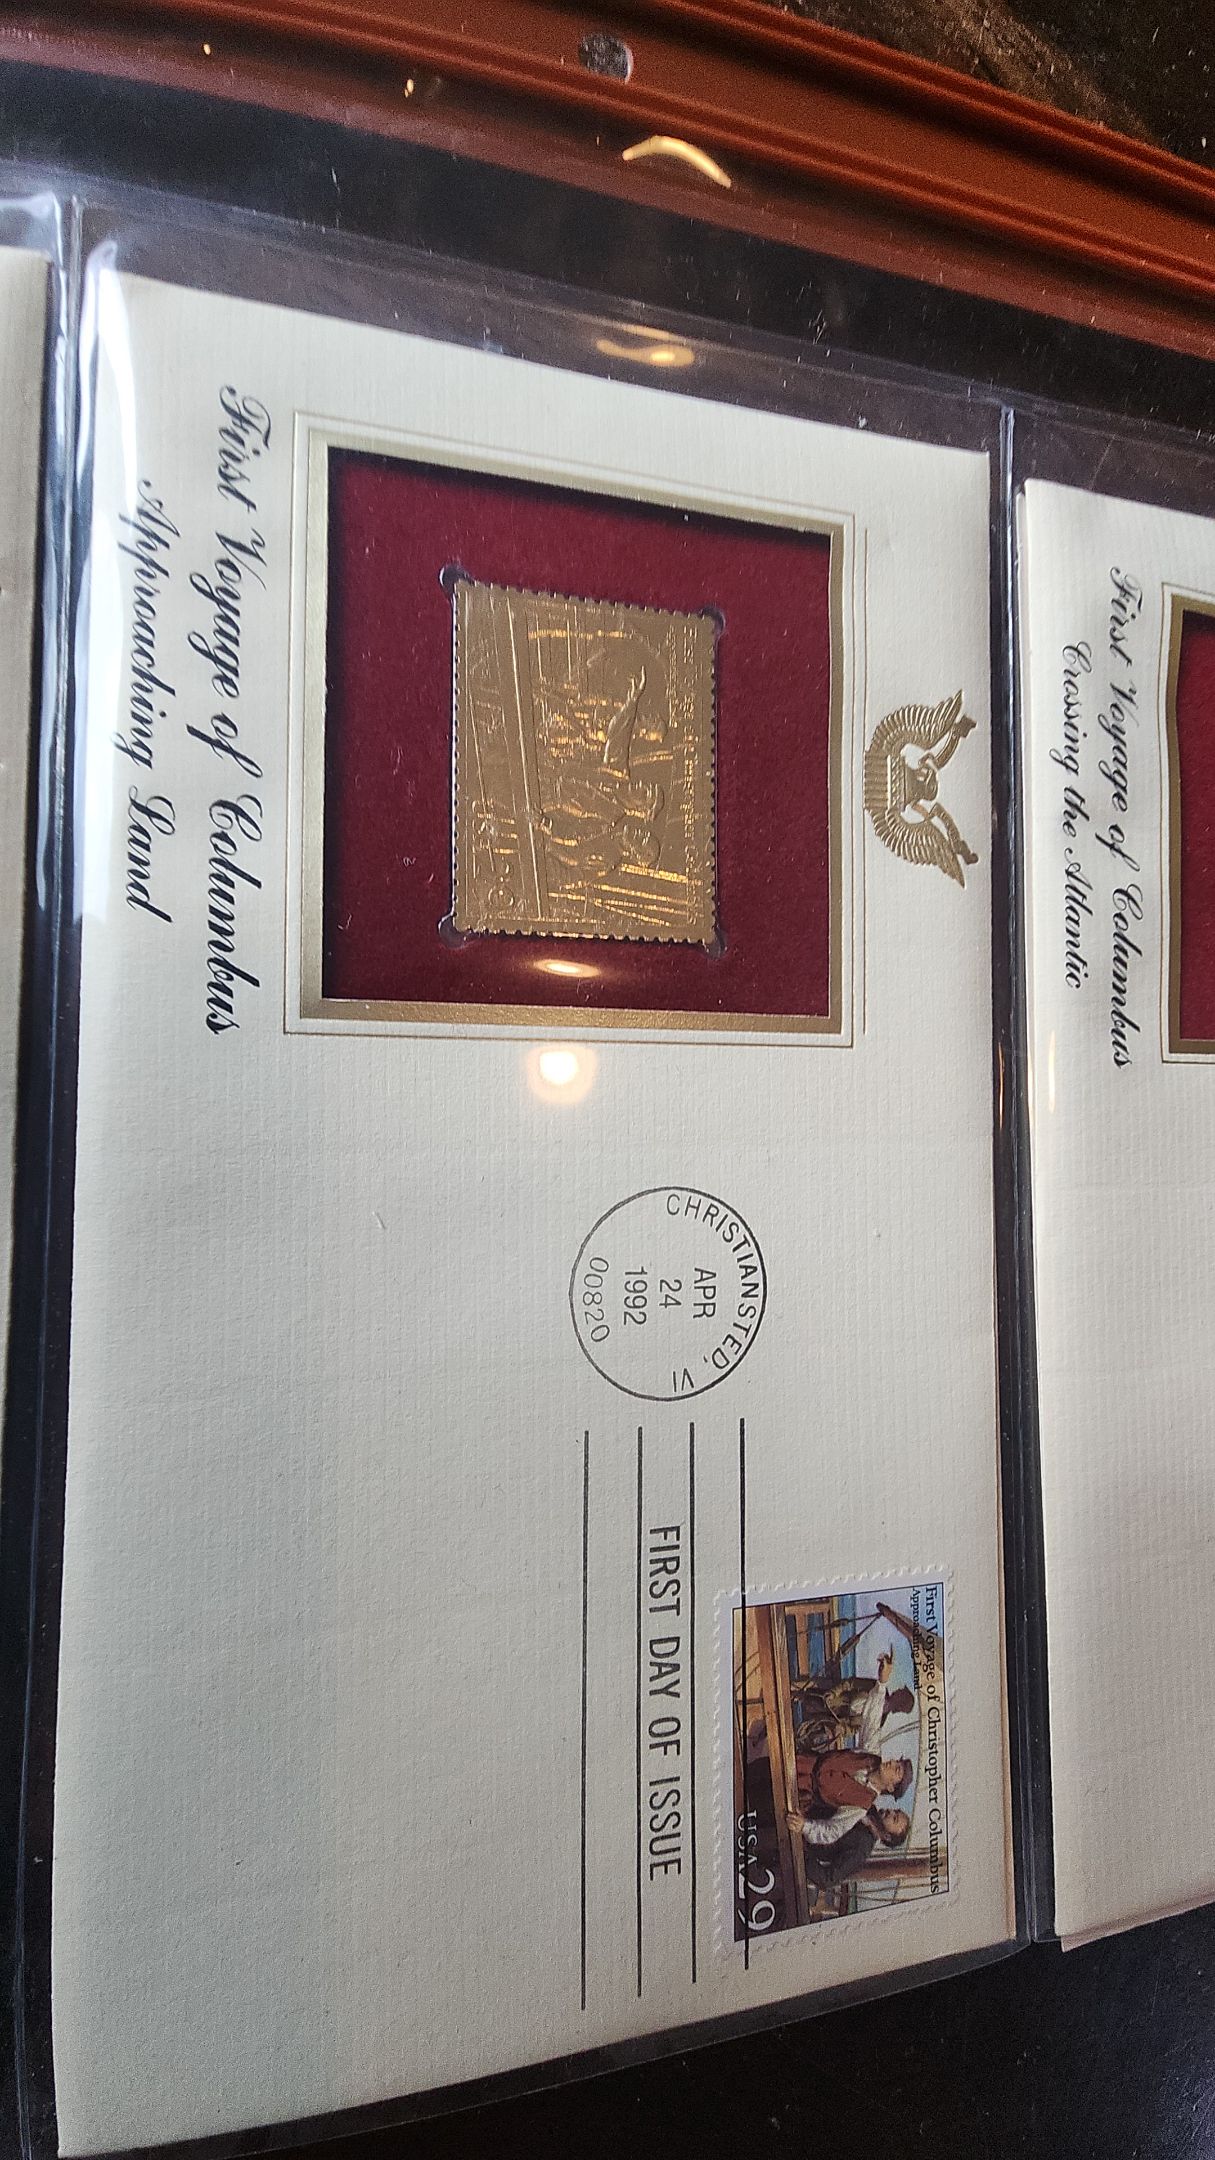 First Voyage of Columbus
Approaching Land
CHRISTIANSTED, VI
APR
24
1992
00820
FIRST DAY OF ISSUE
First Voyage of Christopher Columbus
Approaching Land
USA 29
First Voyage of Columbus
Crossing the Atlantic